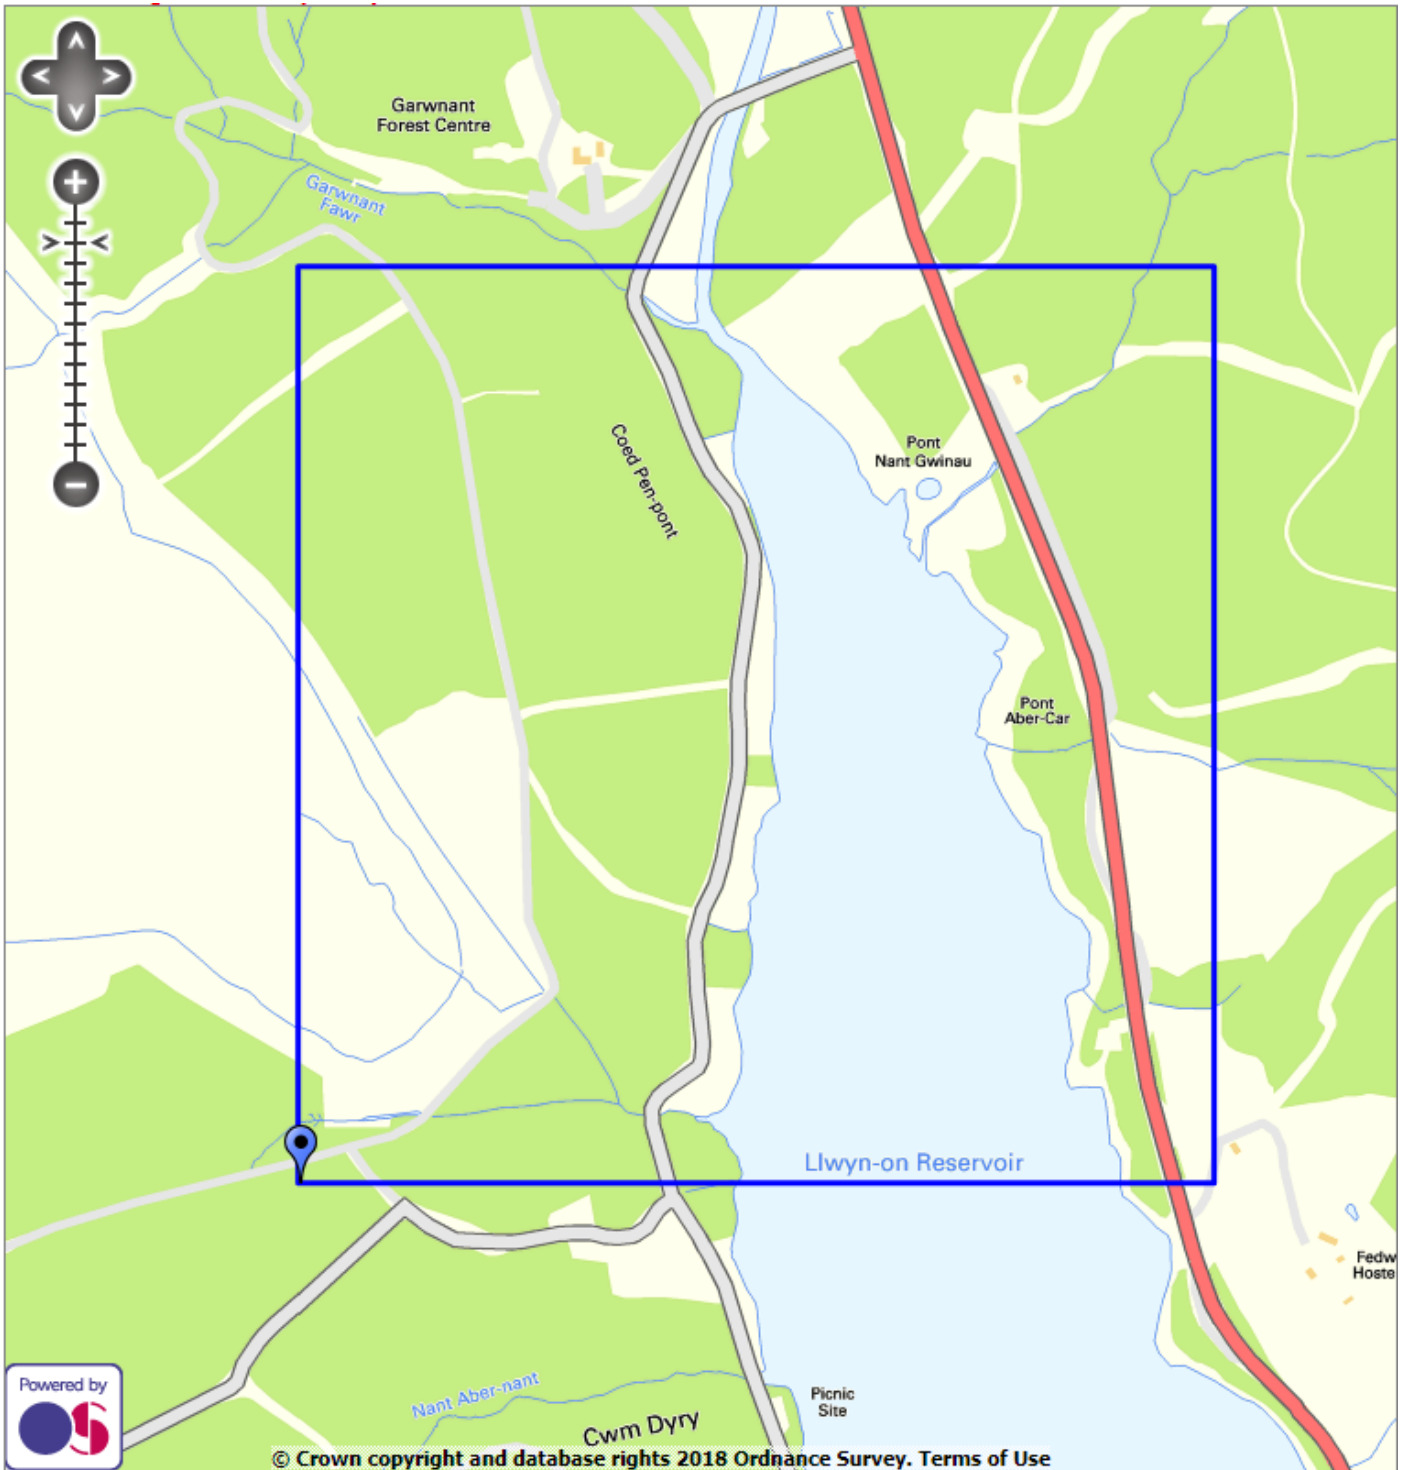 Garwnant
Forest Centre
Garwnant
Fawr
Coed Pen-pont
Pont
Nant Gwinau
Pont
Aber-Car
Llwyn-on Reservoir
Fedw
Hoste
Picnic
Site
Nant Aber-nant
Cwm Dyry
Powered by
OS
© Crown copyright and database rights 2018 Ordnance Survey. Terms of Use